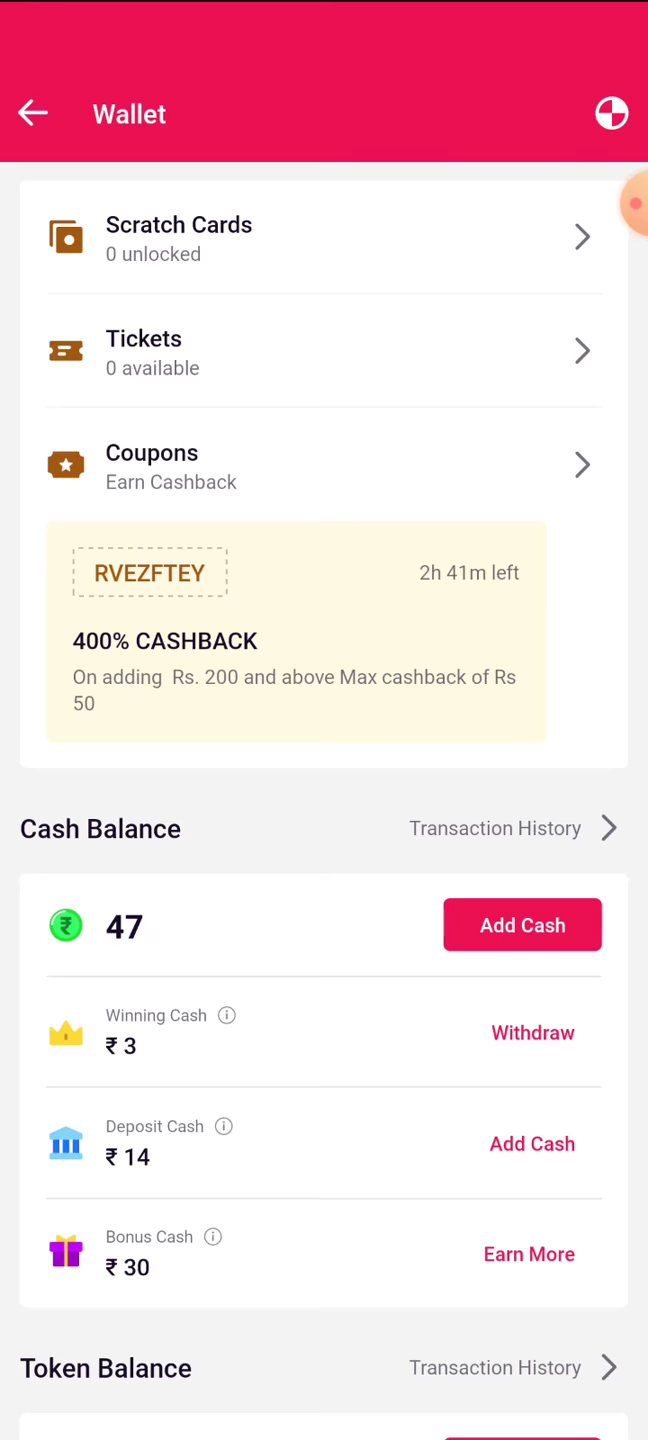 Wallet
Scratch Cards
0 unlocked
Tickets
0 available
Coupons
Earn Cashback
RVEZFTEY 2h 41m left
400% CASHBACK
On adding Rs. 200 and above Max cashback of Rs
50
Cash Balance Transaction History
₹ 47 Add Cash
Winning Cash
₹ 3 Withdraw
Deposit Cash
₹ 14 Add Cash
Bonus Cash
₹ 30 Earn More
Token Balance Transaction History